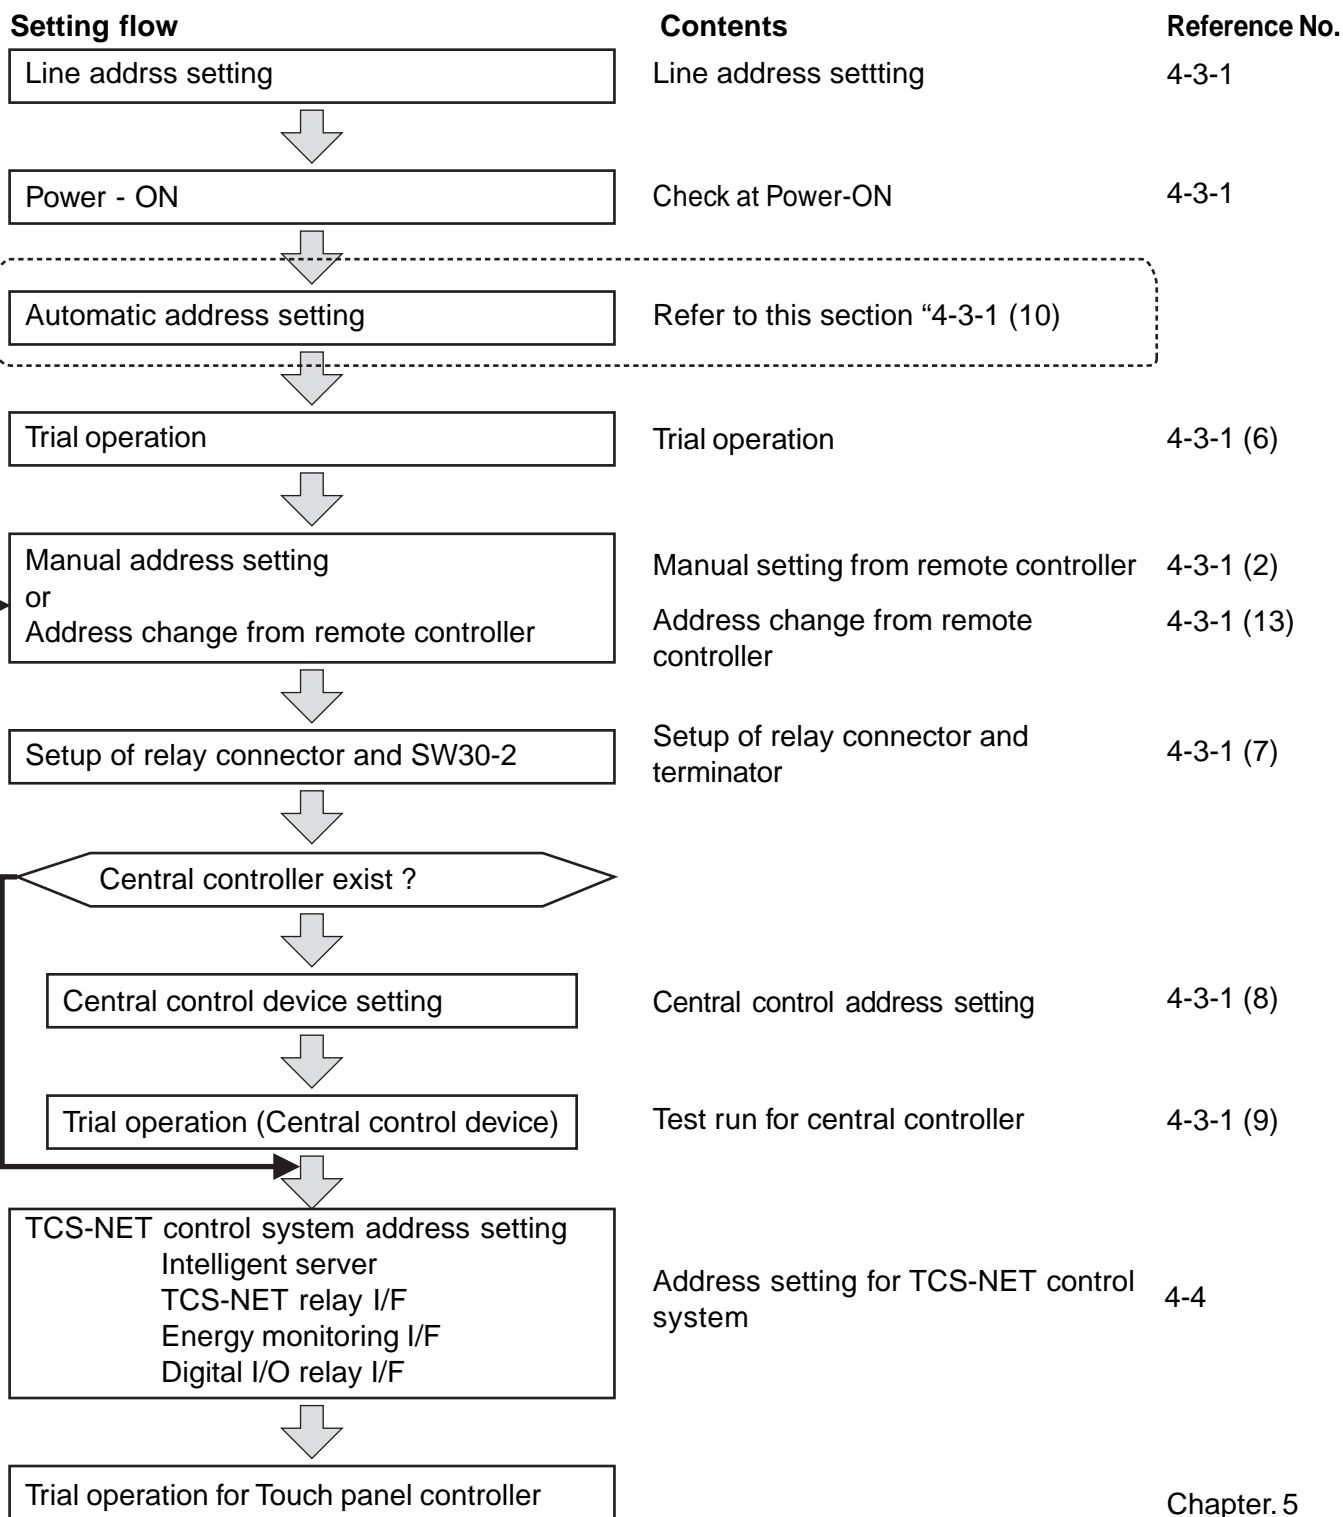 Setting flow Contents Reference No.
Line addrss setting Line address settting 4-3-1
Power - ON Check at Power-ON 4-3-1
Automatic address setting Refer to this section “4-3-1 (10)
Trial operation Trial operation 4-3-1 (6)
Manual address setting Manual setting from remote controller 4-3-1 (2)
or
Address change from remote controller Address change from remote 4-3-1 (13)
controller
Setup of relay connector and SW30-2 Setup of relay connector and 4-3-1 (7)
terminator
Central controller exist ?
Central control device setting Central control address setting 4-3-1 (8)
Trial operation (Central control device) Test run for central controller 4-3-1 (9)
TCS-NET control system address setting
Intelligent server
TCS-NET relay I/F
Energy monitoring I/F
Digital I/O relay I/F
Address setting for TCS-NET control 4-4
system
Trial operation for Touch panel controller Chapter. 5